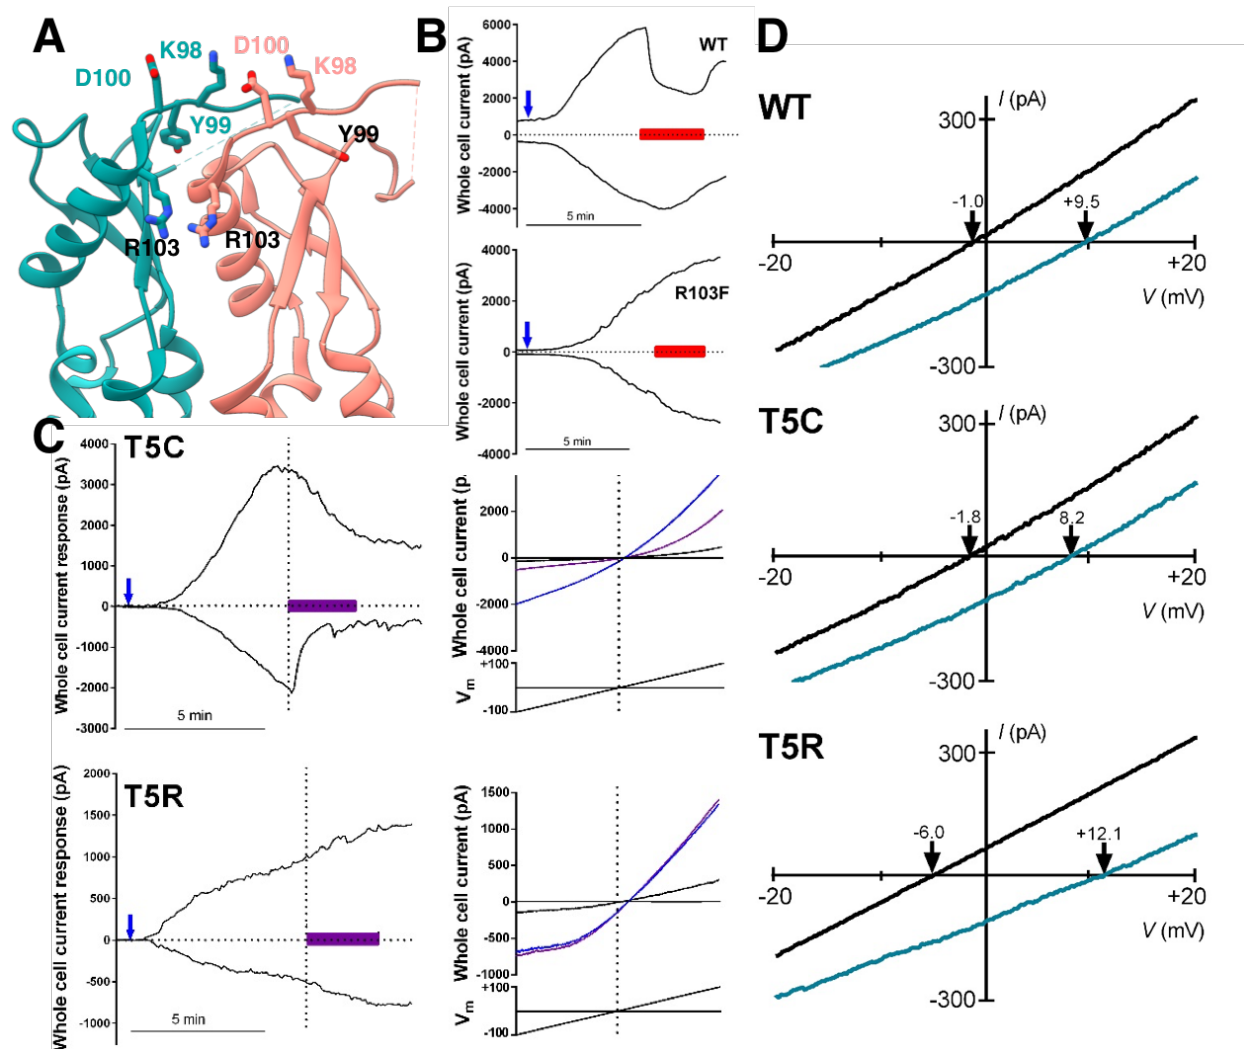 A
K98
D100
D100
K98
Y99
Y99
R103
R103
B
Whole cell current (pA)
6000
4000
2000
0
-2000
-4000
WT
5 min
Whole cell current (pA)
4000
2000
0
-2000
-4000
R103F
5 min
C
T5C
Whole cell current response (pA)
4000
3000
2000
1000
0
-1000
-2000
-3000
5 min
Whole cell current (p.
2000
0
-2000
-4000
Vm
+100
-100
T5R
Whole cell current response (pA)
2000
1500
1000
500
0
-500
-1000
5 min
Whole cell current (pA)
1500
1000
500
0
-500
-1000
Vm
+100
-100
D
WT
I (pA)
300
-1.0
+9.5
-20
+20
V (mV)
-300
T5C
I (pA)
300
-1.8
8.2
-20
+20
V (mV)
-300
T5R
I (pA)
300
-6.0
+12.1
-20
+20
V (mV)
-300